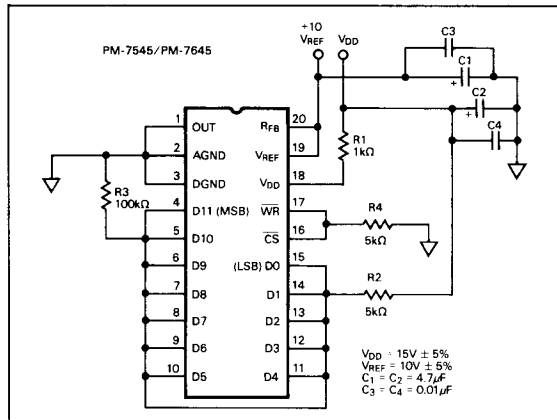 PM-7545/PM-7645
+10
VREF VDD
C3
C1
+
C2
+
C4
R1
1kΩ
R3
100kΩ
1 OUT RFB 20
2 AGND VREF 19
3 DGND VDD 18
4 D11 (MSB) WR 17
5 D10 CS 16
6 D9 (LSB) D0 15
7 D8 D1 14
8 D7 D2 13
9 D6 D3 12
10 D5 D4 11
R4
5kΩ
R2
5kΩ
VDD = 15V ± 5%
VREF = 10V ± 5%
C1 = C2 = 4.7µF
C3 = C4 = 0.01µF